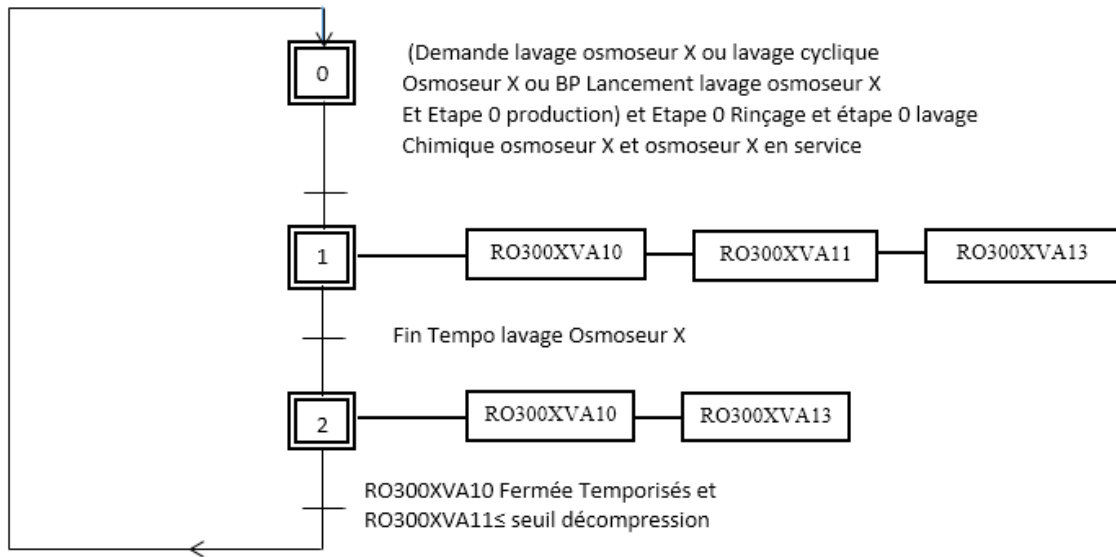 0
(Demande lavage osmoseur X ou lavage cyclique
Osmoseur X ou BP Lancement lavage osmoseur X
Et Etape 0 production) et Etape 0 Rinçage et étape 0 lavage
Chimique osmoseur X et osmoseur X en service
1
RO300XVA10
RO300XVA11
RO300XVA13
Fin Tempo lavage Osmoseur X
2
RO300XVA10
RO300XVA13
RO300XVA10 Fermée Temporisés et
RO300XVA11≤ seuil décompression